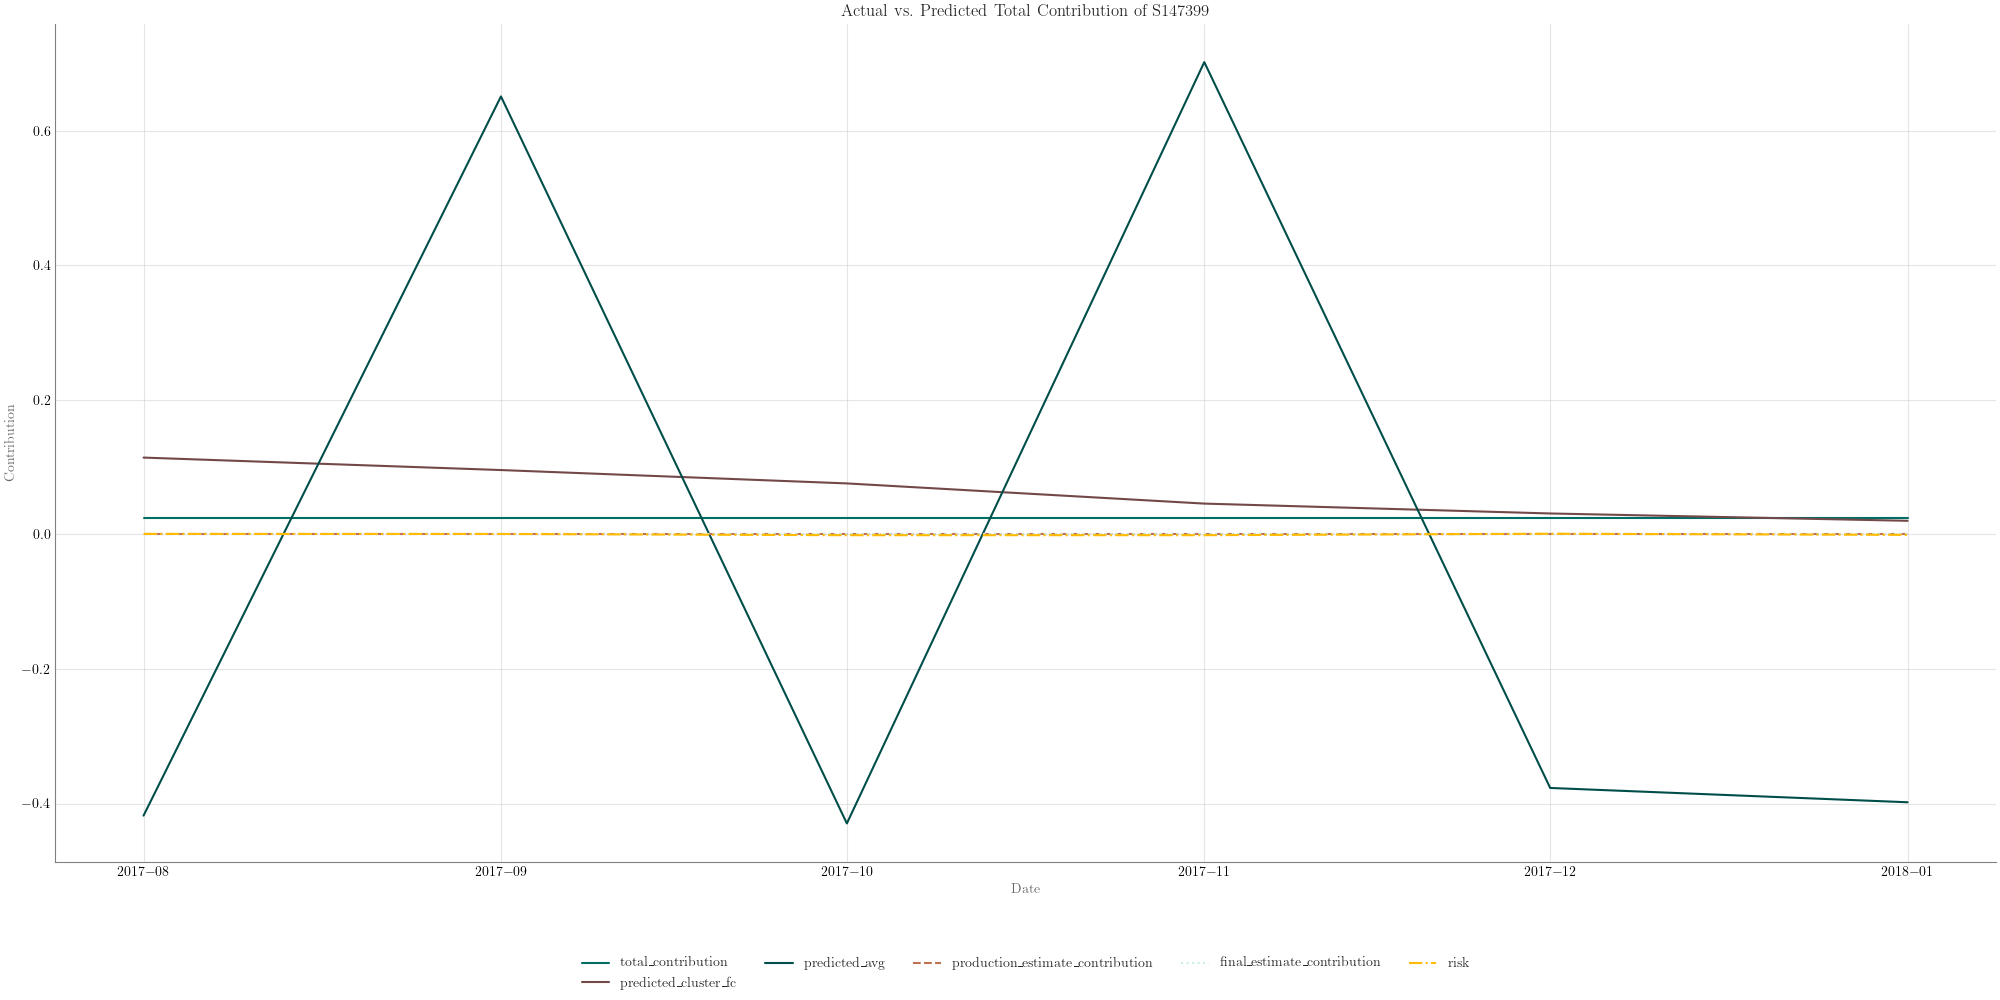 Actual vs. Predicted Total Contribution of S147399
Contribution
0.6
0.4
0.2
0.0
−0.2
−0.4
2017−08 2017−09 2017−10 2017−11 2017−12 2018−01
Date
total_contribution predicted_avg production_estimate_contribution final_estimate_contribution risk
predicted_cluster_fc